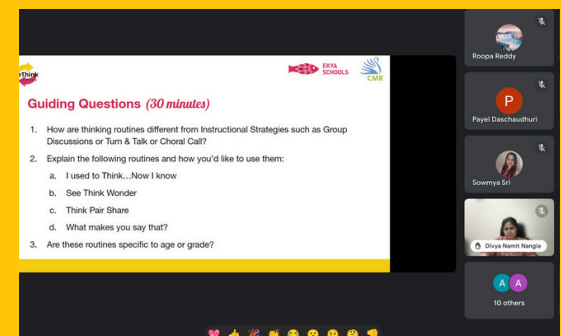 eThink
EKYA
SCHOOLS
CMR
Guiding Questions (30 minutes)
1. How are thinking routines different from Instructional Strategies such as Group
Discussions or Turn & Talk or Choral Call?
2. Explain the following routines and how you'd like to use them:
a. I used to Think...Now I know
b. See Think Wonder
c. Think Pair Share
d. What makes you say that?
3. Are these routines specific to age or grade?
Roopa Reddy
P
Payel Daschaudhuri
Sowmya Sri
Divya Namit Nangia
A A
10 others